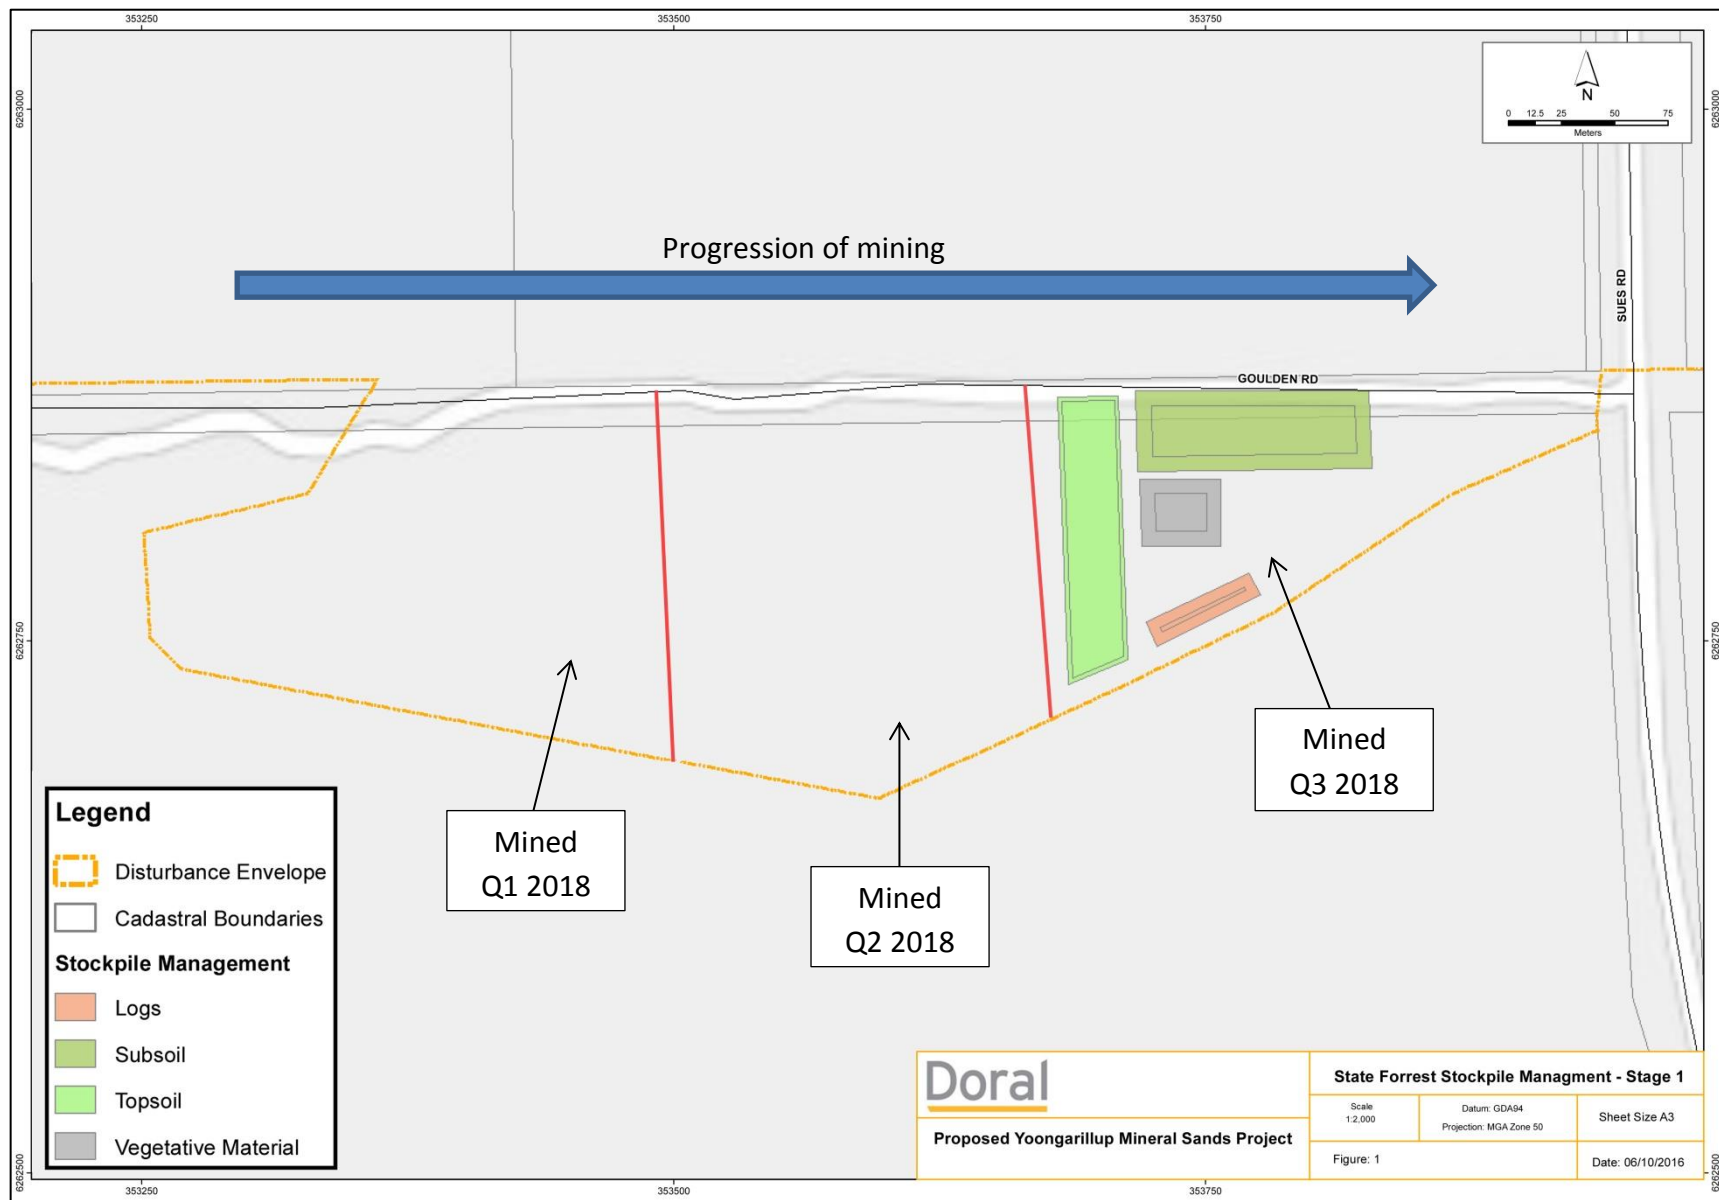 353250
353500
353750
6263000
6263000
N
0 12.5 25 50 75
Meters
Progression of mining
SUES RD
GOULDEN RD
6262750
6262750
Mined
Q3 2018
Mined
Q1 2018
Mined
Q2 2018
Legend
Disturbance Envelope
Cadastral Boundaries
Stockpile Management
Logs
Subsoil
Topsoil
Vegetative Material
Doral
Proposed Yoongarillup Mineral Sands Project
State Forrest Stockpile Managment - Stage 1
Scale
1:2,000
Datum: GDA94
Projection: MGA Zone 50
Sheet Size A3
Figure: 1
Date: 06/10/2016
6262500
6262500
353250
353500
353750